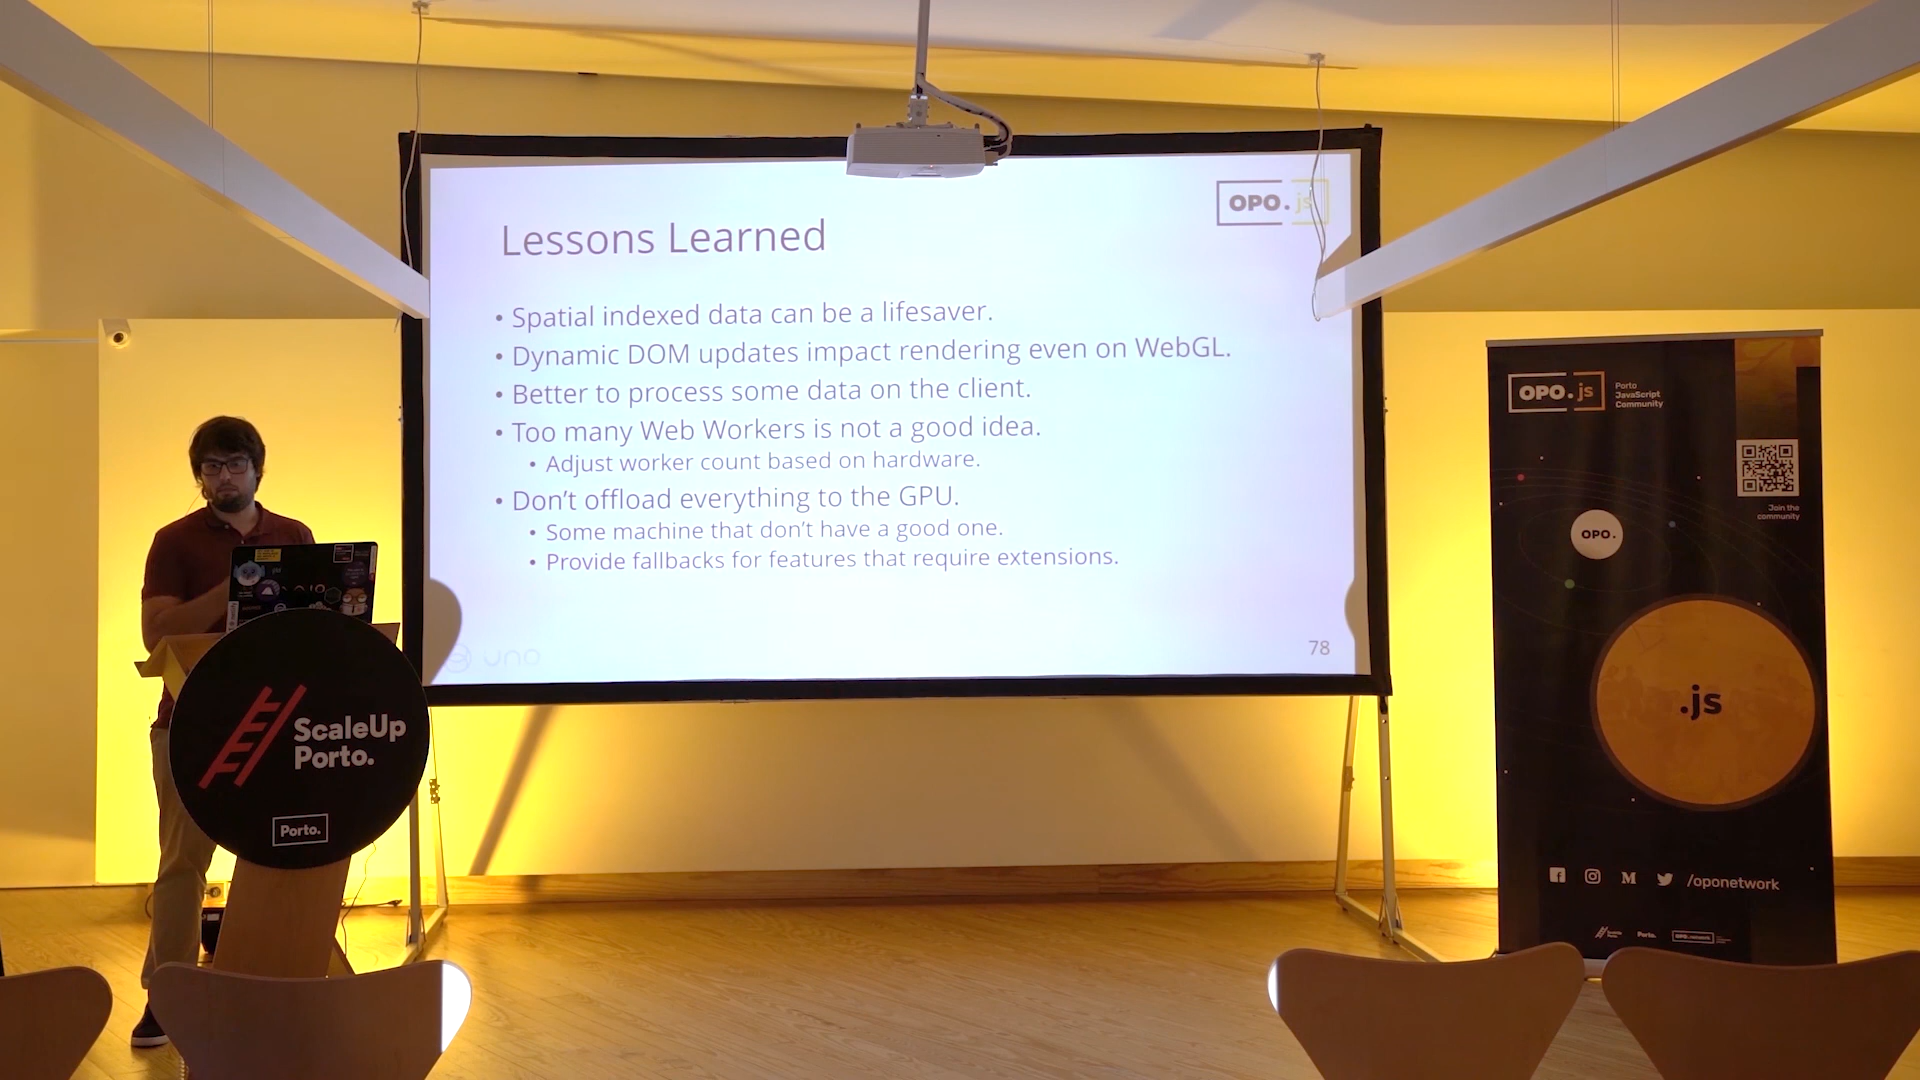 OPO.js
Lessons Learned
• Spatial indexed data can be a lifesaver.
• Dynamic DOM updates impact rendering even on WebGL.
• Better to process some data on the client.
• Too many Web Workers is not a good idea.
• Adjust worker count based on hardware.
• Don’t offload everything to the GPU.
• Some machine that don’t have a good one.
• Provide fallbacks for features that require extensions.
uno
78
ScaleUp
Porto.
Porto.
OPO.js
Porto
JavaScript
Community
Join the
community
OPO.
.js
/oponetwork
Porto.